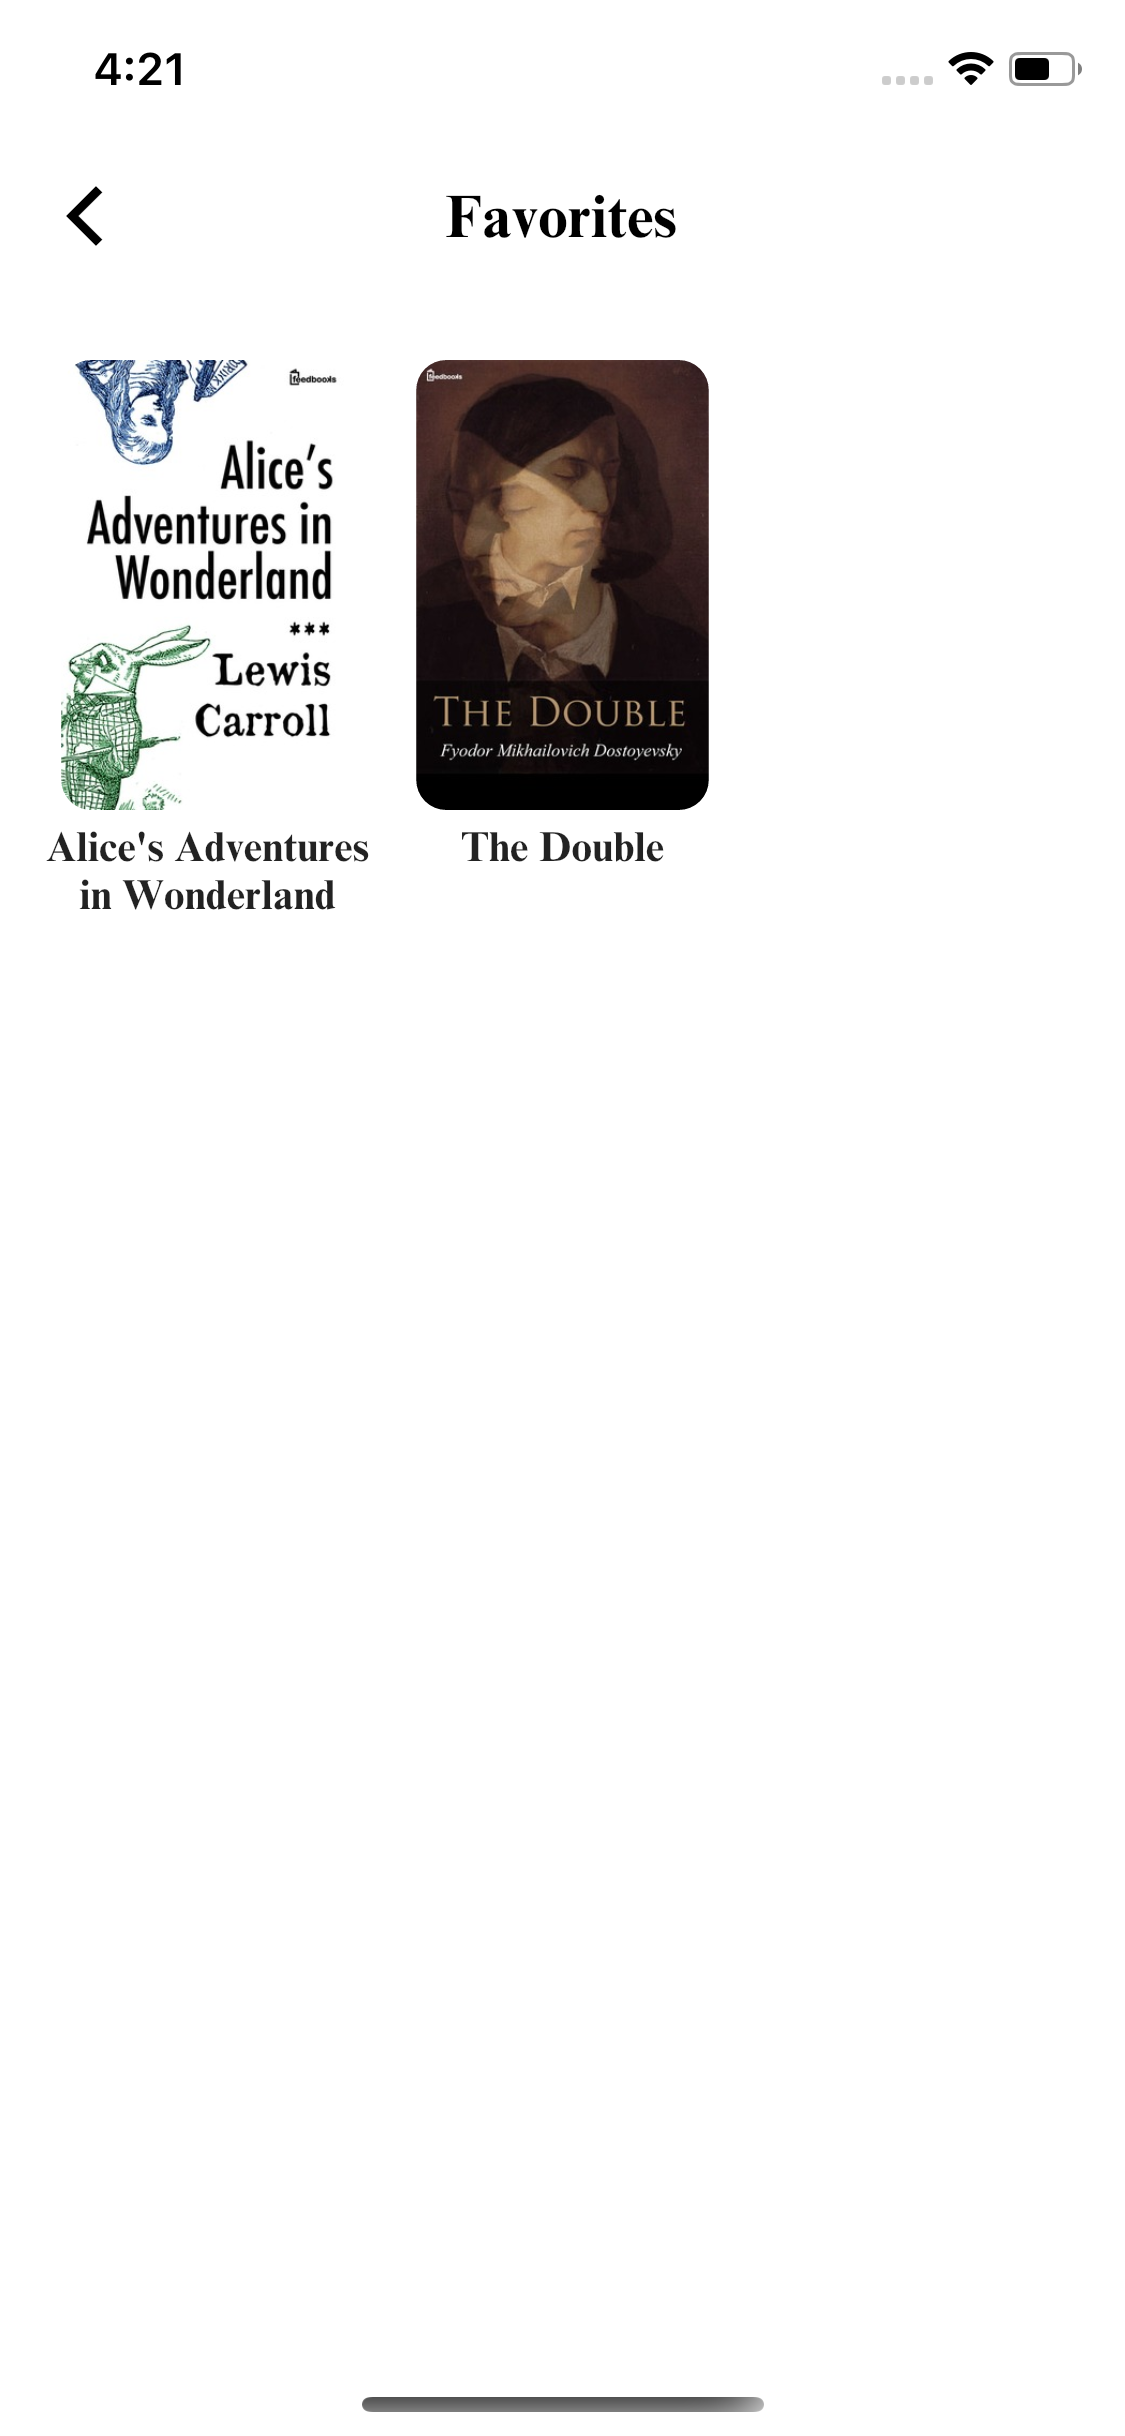 4:21
Favorites
feedbooks
Alice's
Adventures in
Wonderland
***
Lewis
Carroll
feedbooks
THE DOUBLE
Fyodor Mikhailovich Dostoyevsky
Alice's Adventures
in Wonderland
The Double